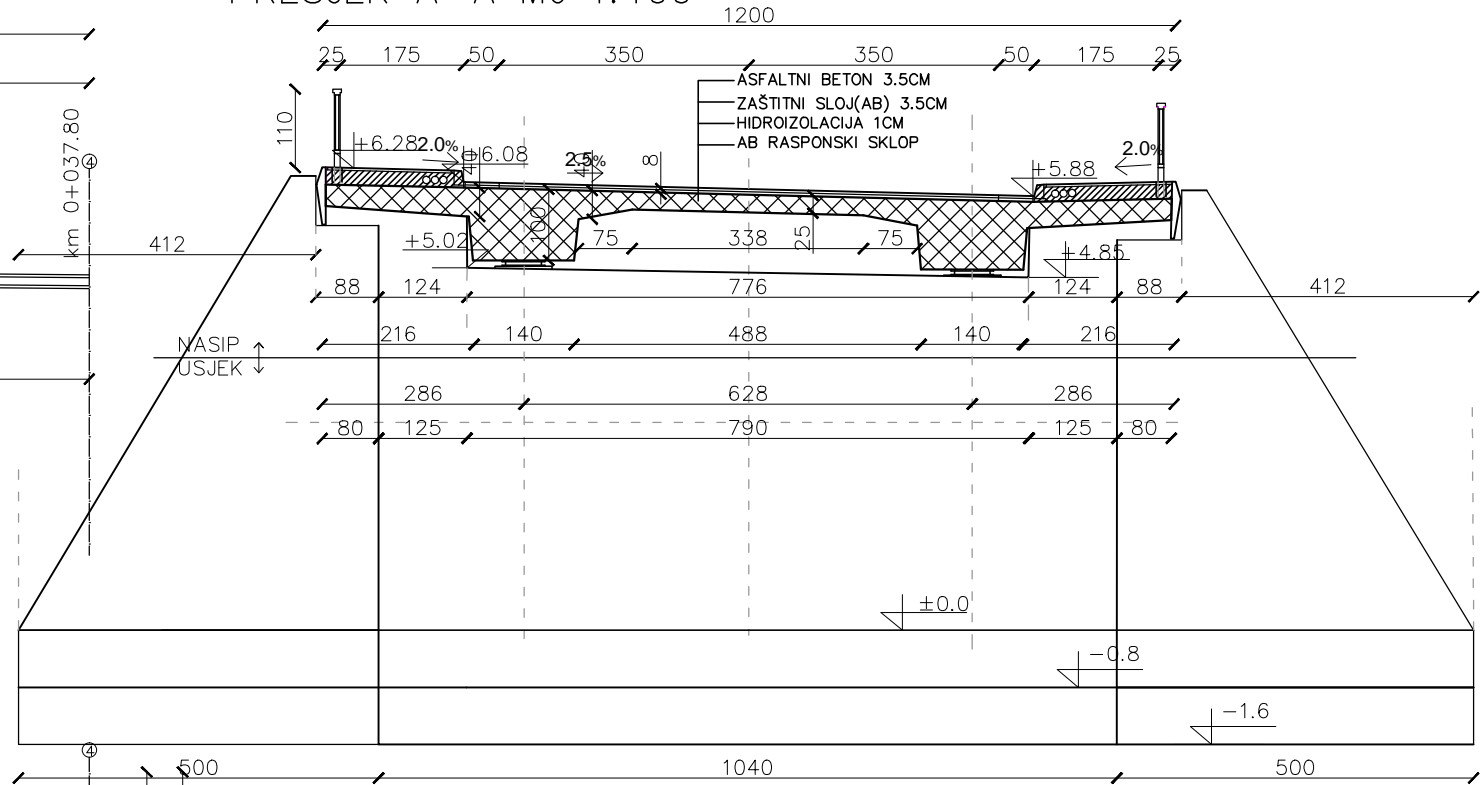 1200
25 175 50 350 350 50 175 25
ASFALTNI BETON 3.5CM
ZAŠTITNI SLOJ(AB) 3.5CM
HIDROIZOLACIJA 1CM
AB RASPONSKI SKLOP
110
km 0+037.80
4
+6.28 2.0% 40 +6.08 2.5% 40 8 +5.88 2.0%
412 +5.02 100 75 338 25 75 +4.85
88 124 776 124 88 412
216 140 488 140 216
NASIP
USJEK
286 628 286
80 125 790 125 80
±0.0
-0.8
-1.6
4
500 1040 500